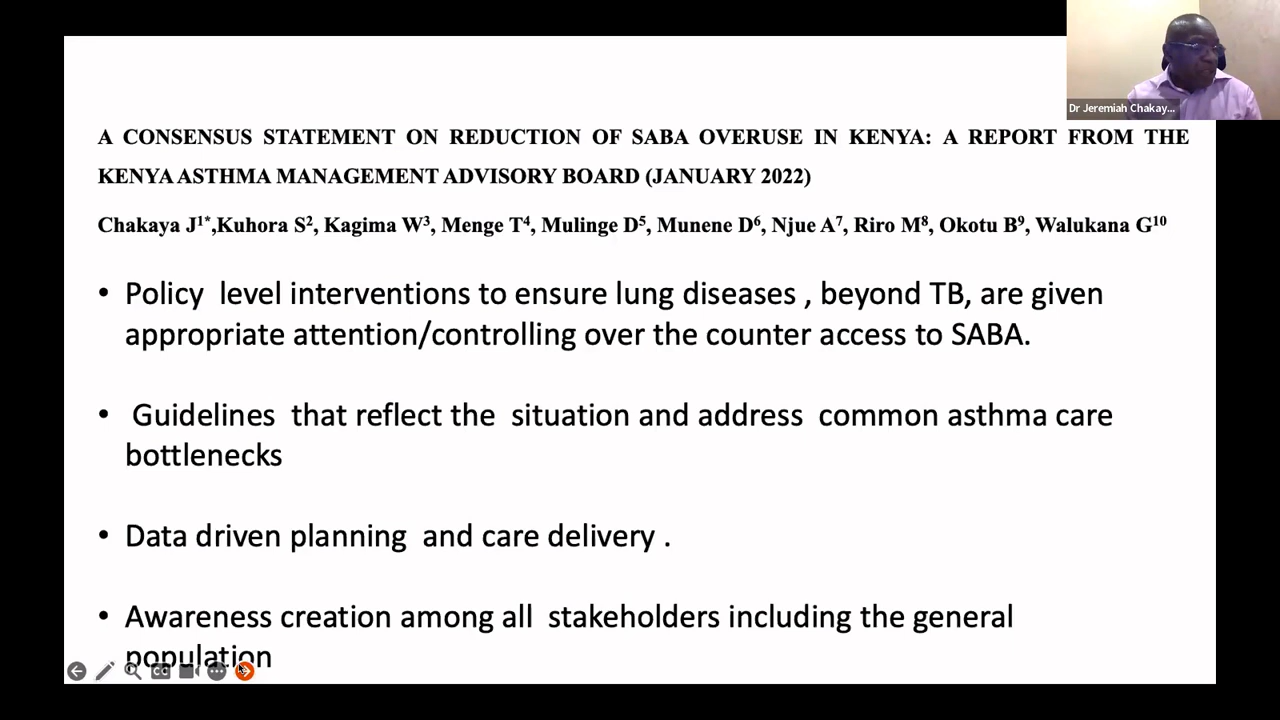 Dr Jeremiah Chakay...
A CONSENSUS STATEMENT ON REDUCTION OF SABA OVERUSE IN KENYA: A REPORT FROM THE
KENYA ASTHMA MANAGEMENT ADVISORY BOARD (JANUARY 2022)
Chakaya J¹*,Kuhora S², Kagima W³, Menge T⁴, Mulinge D⁵, Munene D⁶, Njue A⁷, Riro M⁸, Okotu B⁹, Walukana G¹⁰
• Policy level interventions to ensure lung diseases , beyond TB, are given
appropriate attention/controlling over the counter access to SABA.
• Guidelines that reflect the situation and address common asthma care
bottlenecks
• Data driven planning and care delivery .
• Awareness creation among all stakeholders including the general
population
CC